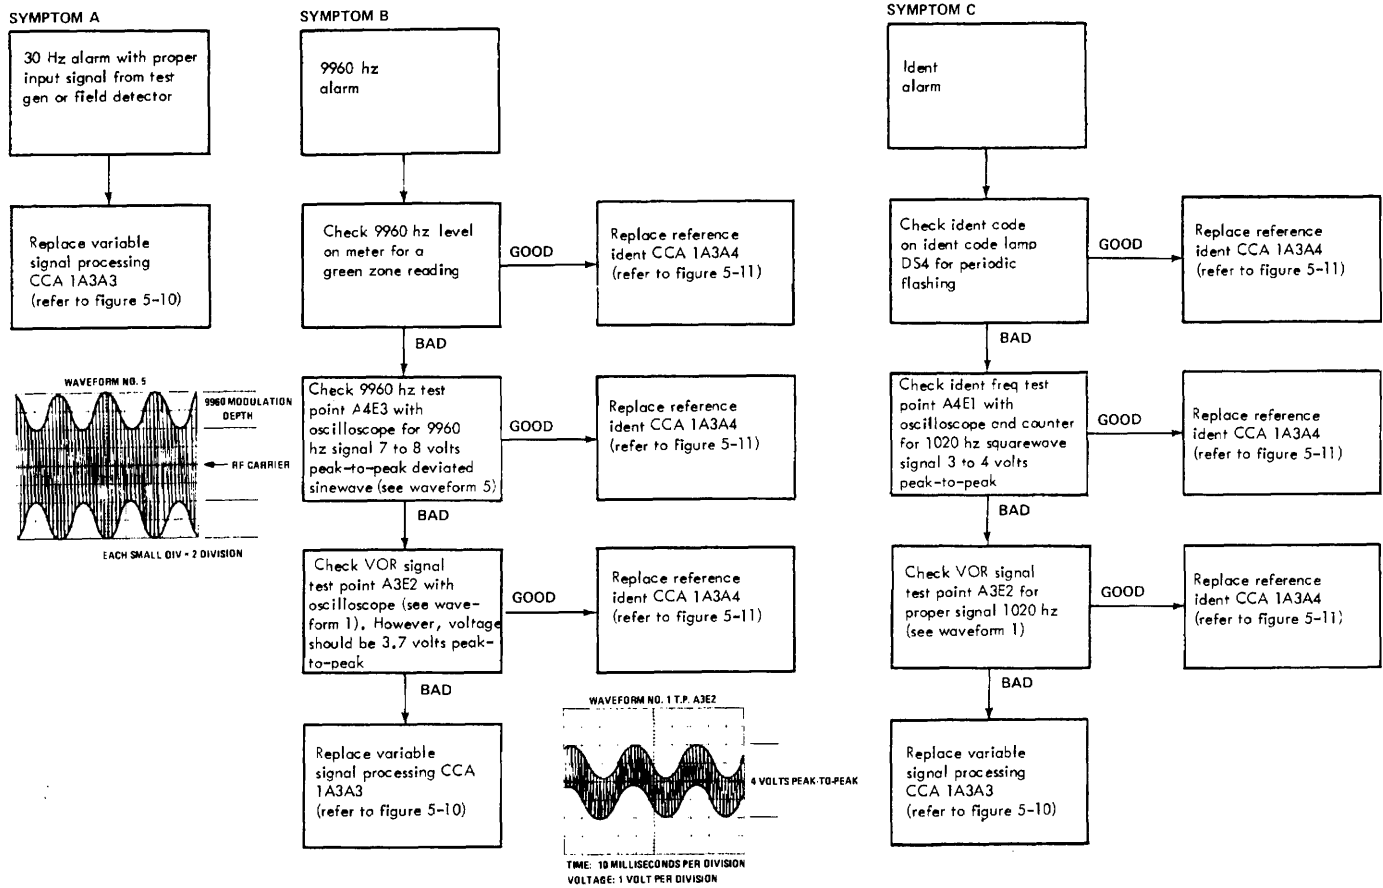 SYMPTOM A
30 Hz alarm with proper
input signal from test
gen or field detector
Replace variable
signal processing
CCA 1A3A3
(refer to figure 5-10)
WAVEFORM NO. 5
9960 MODULATION
DEPTH
RF CARRIER
EACH SMALL DIV = 2 DIVISION
SYMPTOM B
9960 hz
alarm
Check 9960 hz level
on meter for a
green zone reading
GOOD
Replace reference
ident CCA 1A3A4
(refer to figure 5-11)
BAD
Check 9960 hz test
point A4E3 with
oscilloscope for 9960
hz signal 7 to 8 volts
peak-to-peak deviated
sinewave (see waveform 5)
GOOD
Replace reference
ident CCA 1A3A4
(refer to figure 5-11)
BAD
Check VOR signal
test point A3E2 with
oscilloscope (see wave-
form 1). However, voltage
should be 3.7 volts peak-
to-peak
GOOD
Replace reference
ident CCA 1A3A4
(refer to figure 5-11)
BAD
Replace variable
signal processing CCA
1A3A3
(refer to figure 5-10)
WAVEFORM NO. 1 T.P. A3E2
4 VOLTS PEAK-TO-PEAK
TIME: 10 MILLISECONDS PER DIVISION
VOLTAGE: 1 VOLT PER DIVISION
SYMPTOM C
Ident
alarm
Check ident code
on ident code lamp
DS4 for periodic
flashing
GOOD
Replace reference
ident CCA 1A3A4
(refer to figure 5-11)
BAD
Check ident freq test
point A4E1 with
oscilloscope and counter
for 1020 hz squarewave
signal 3 to 4 volts
peak-to-peak
GOOD
Replace reference
ident CCA 1A3A4
(refer to figure 5-11)
BAD
Check VOR signal
test point A3E2 for
proper signal 1020 hz
(see waveform 1)
GOOD
Replace reference
ident CCA 1A3A4
(refer to figure 5-11)
BAD
Replace variable
signal processing
CCA 1A3A3
(refer to figure 5-10)